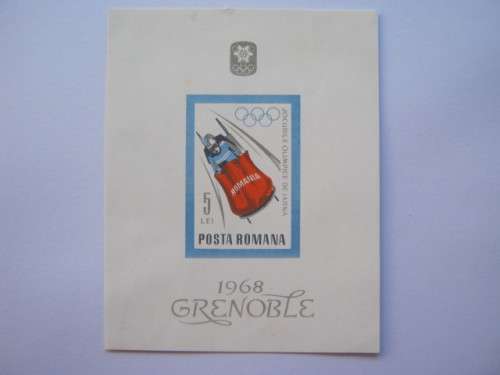 JOCURILE OLIMPICE DE IARNA
ROMANIA
5
LEI
POSTA ROMANA
1968
GRENOBLE